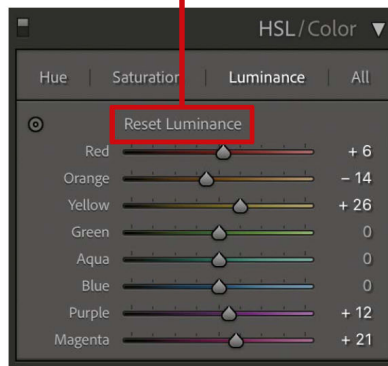 HSL/Color
Hue | Saturation | Luminance | All
Reset Luminance
Red + 6
Orange – 14
Yellow + 26
Green 0
Aqua 0
Blue 0
Purple + 12
Magenta + 21